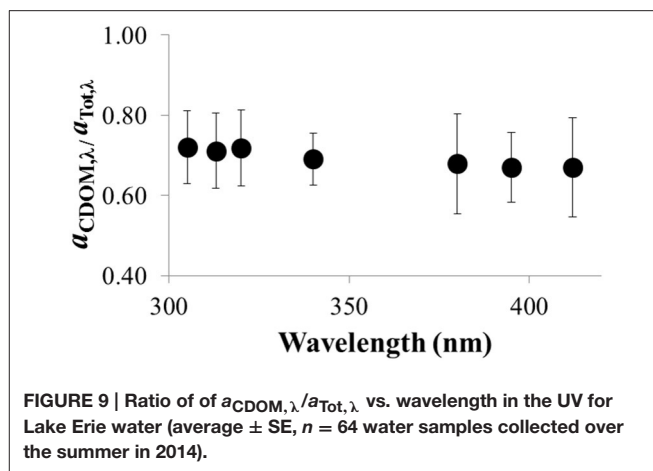 1.00
0.80
0.60
0.40
aCDOM,λ/ aTot,λ
300
350
400
Wavelength (nm)
FIGURE 9 | Ratio of of aCDOM, λ/aTot, λ vs. wavelength in the UV for
Lake Erie water (average ± SE, n = 64 water samples collected over
the summer in 2014).